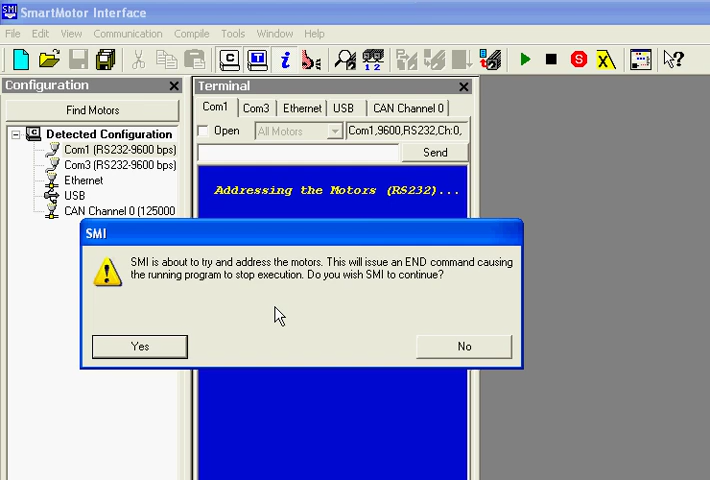 SMI SmartMotor Interface
File Edit View Communication Compile Tools Window Help
Configuration
Find Motors
Detected Configuration
Com1 (RS232-9600 bps)
Com3 (RS232-9600 bps)
Ethernet
USB
CAN Channel 0 (125000
Terminal
Com1 Com3 Ethernet USB CAN Channel 0
Open All Motors Com1,9600,RS232,Ch:0,
Send
Addressing the Motors (RS232)...
SMI
SMI is about to try and address the motors. This will issue an END command causing
the running program to stop execution. Do you wish SMI to continue?
Yes No